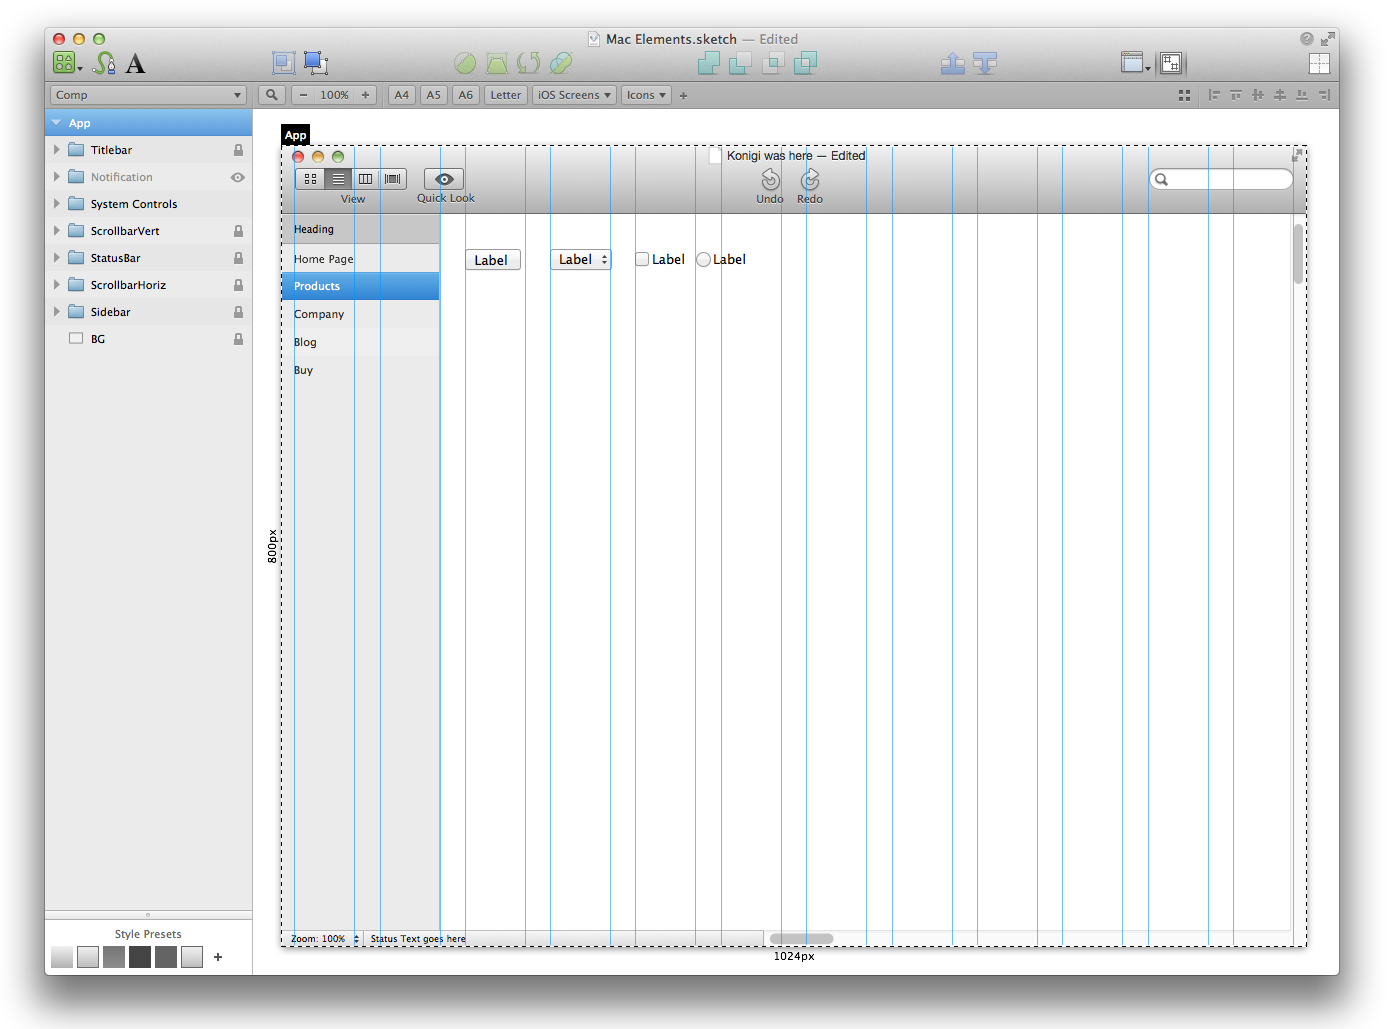 Mac Elements.sketch — Edited
?
A
Comp
− 100% +
A4 A5 A6 Letter iOS Screens Icons +
App
Titlebar
Notification
System Controls
ScrollbarVert
StatusBar
ScrollbarHoriz
Sidebar
BG
Style Presets
+
App
Konigi was here — Edited
View
Quick Look
Undo
Redo
Heading
Home Page
Products
Company
Blog
Buy
Label Label Label Label
800px
Zoom: 100% Status Text goes here
1024px